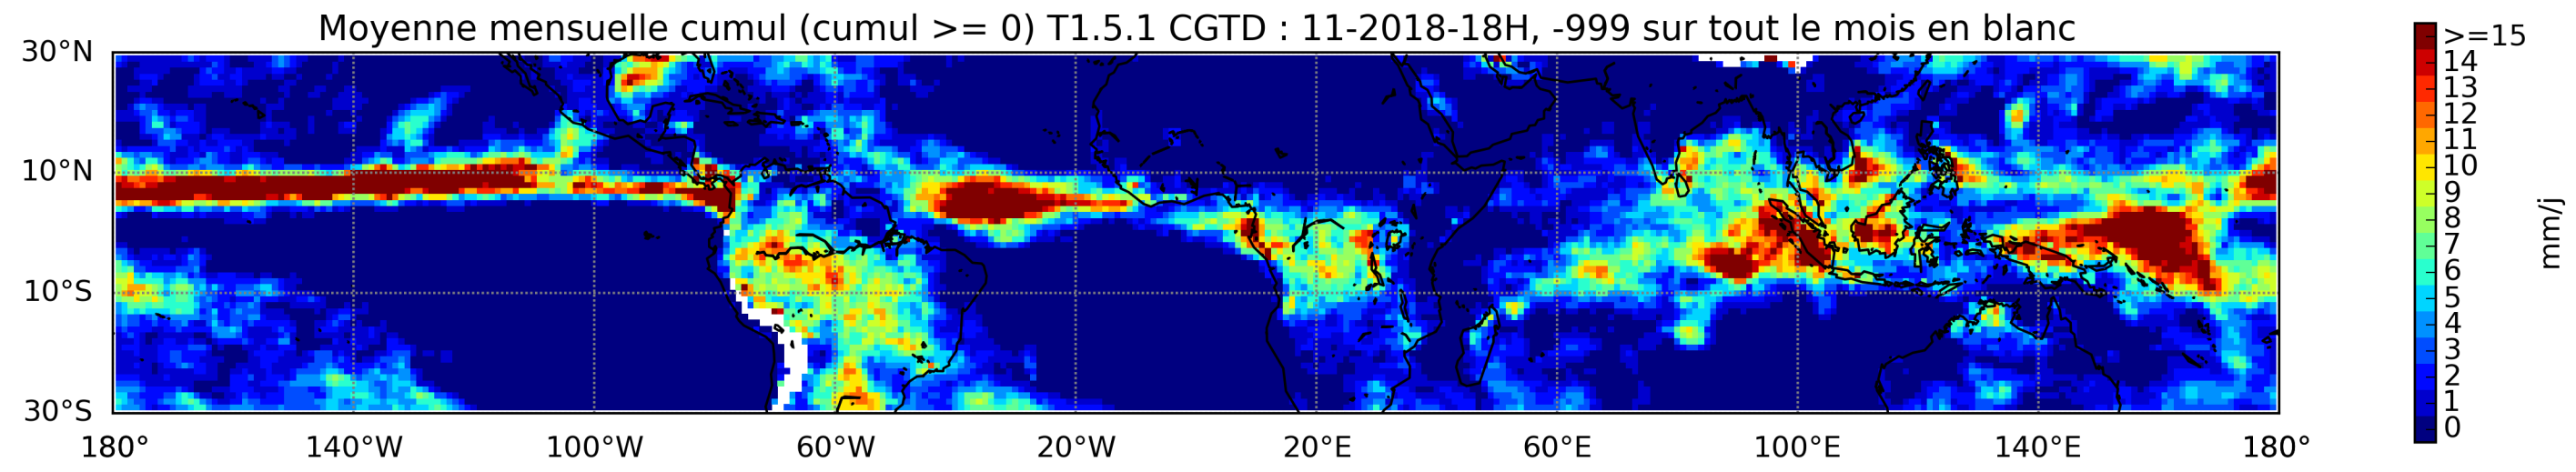 Moyenne mensuelle cumul (cumul >= 0) T1.5.1 CGTD : 11-2018-18H, -999 sur tout le mois en blanc
30°N
10°N
10°S
30°S
180°
140°W
100°W
60°W
20°W
20°E
60°E
100°E
140°E
180°
>=15
14
13
12
11
10
9
8
7
6
5
4
3
2
1
0
mm/j